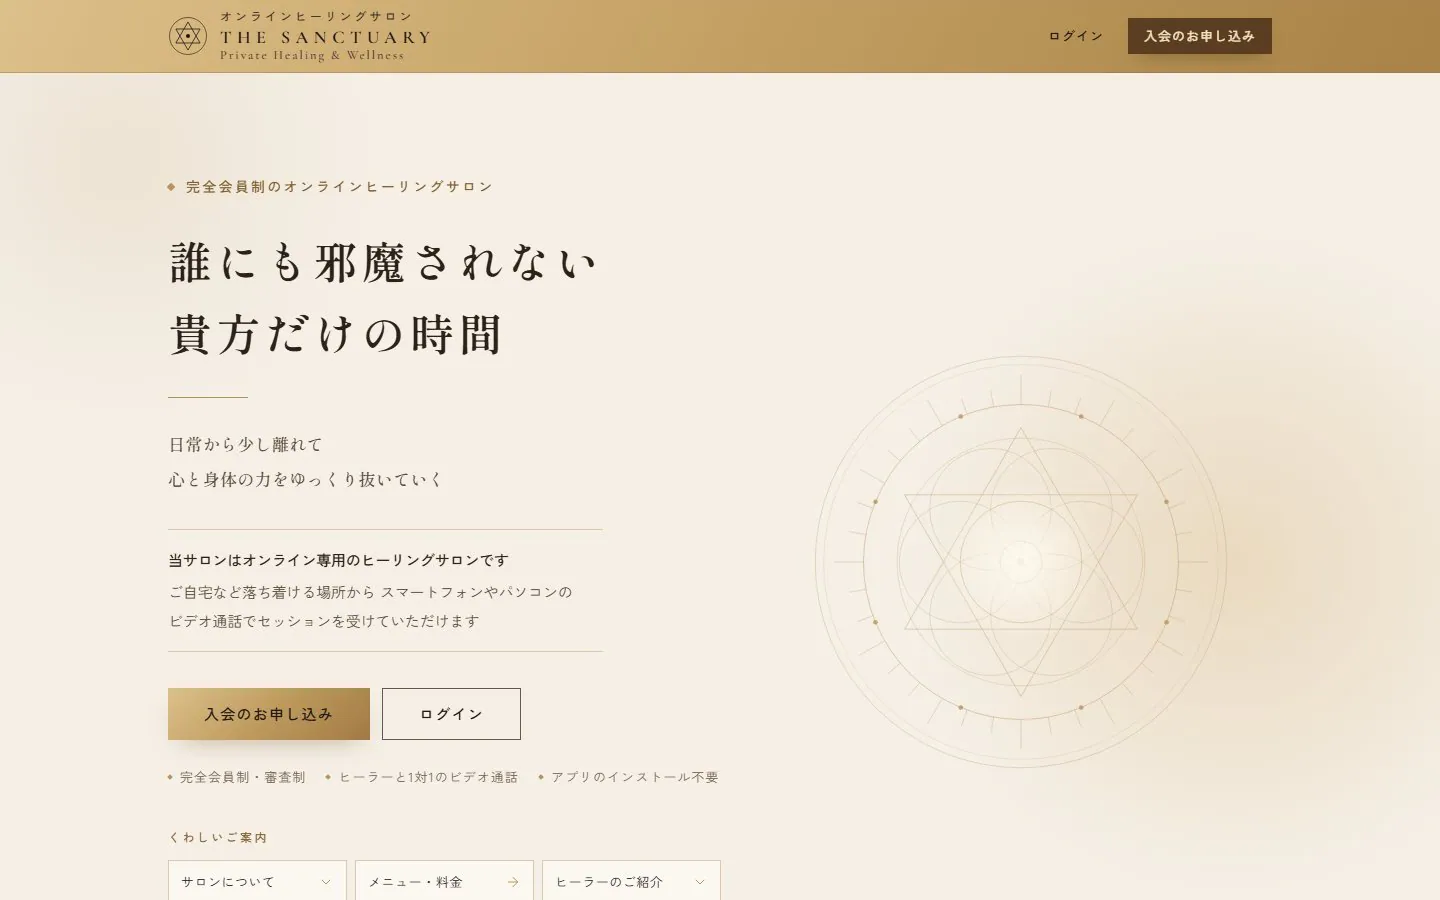 オンラインヒーリングサロン
THE SANCTUARY
Private Healing & Wellness
ログイン
入会のお申し込み
完全会員制のオンラインヒーリングサロン
誰にも邪魔されない
貴方だけの時間
日常から少し離れて
心と身体の力をゆっくり抜いていく
当サロンはオンライン専用のヒーリングサロンです
ご自宅など落ち着ける場所から スマートフォンやパソコンの
ビデオ通話でセッションを受けていただけます
入会のお申し込み
ログイン
完全会員制・審査制
ヒーラーと1対1のビデオ通話
アプリのインストール不要
くわしいご案内
サロンについて
メニュー・料金
ヒーラーのご紹介